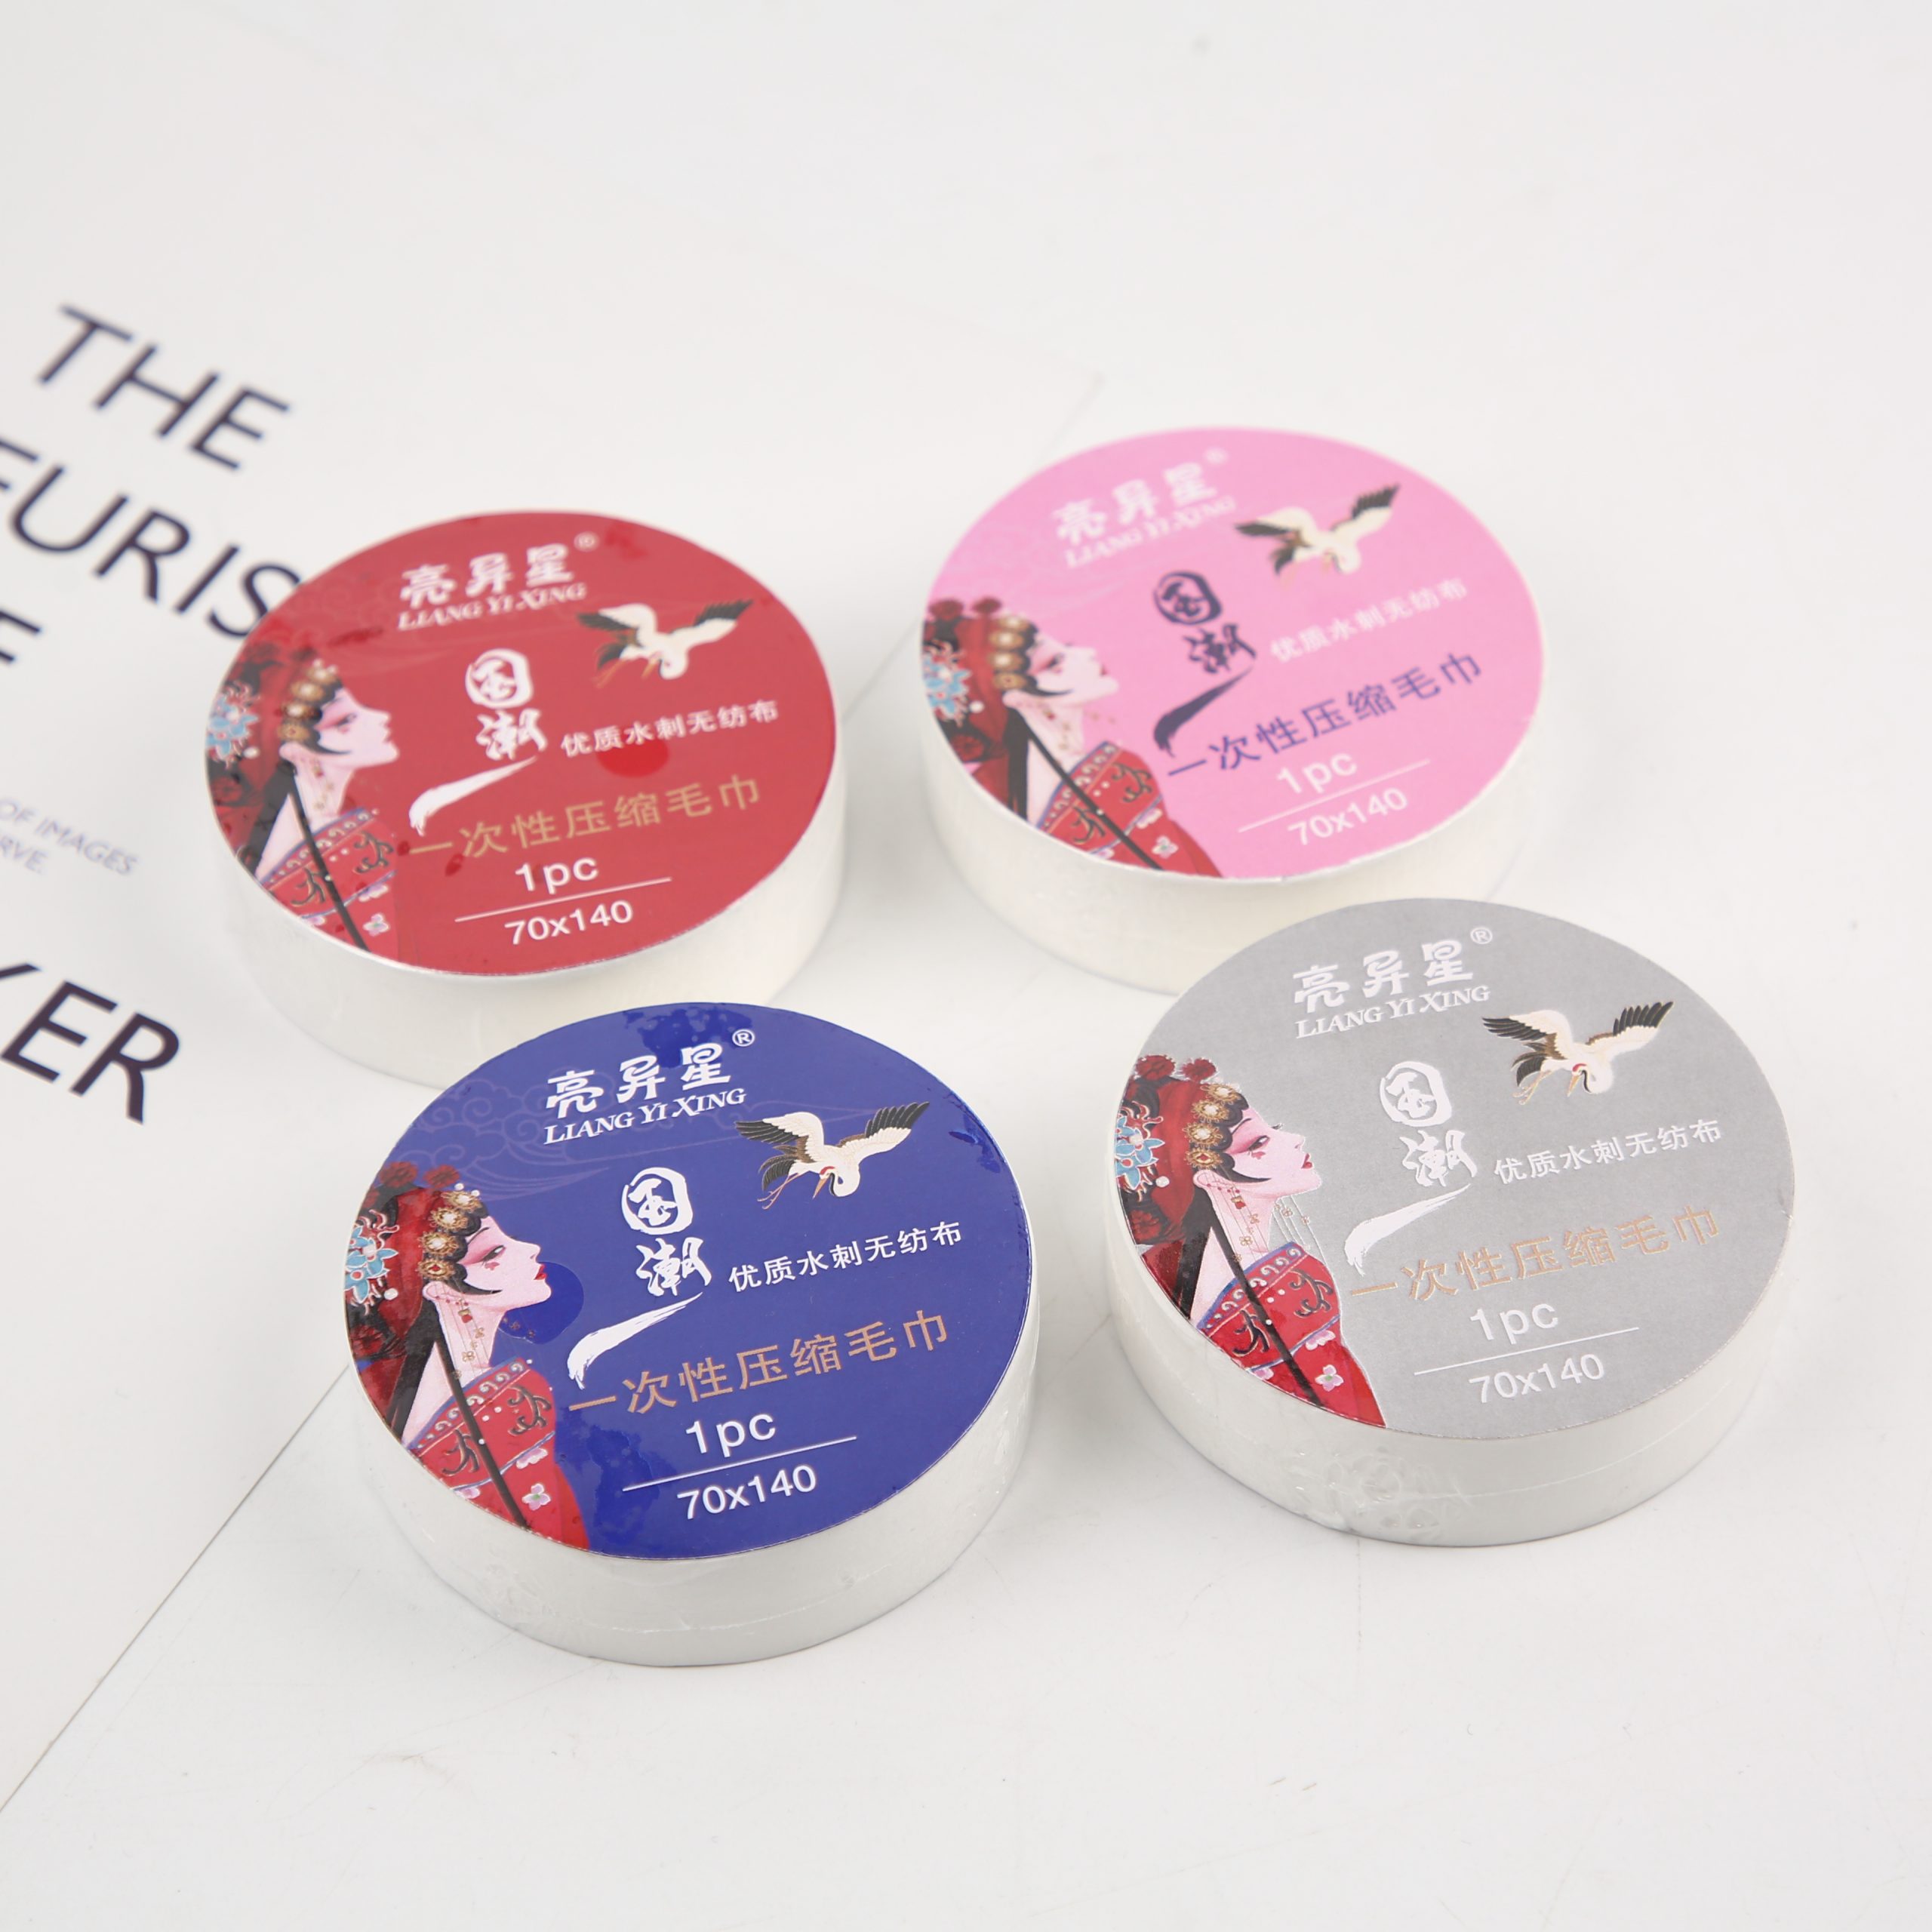 THE
EURIS
E
OF IMAGES
RVE.
YER
亮异星®
LIANG YI XING
国潮
优质水刺无纺布
一次性压缩毛巾
1pc
70x140
亮异星®
LIANG YI XING
国潮
优质水刺无纺布
一次性压缩毛巾
1pc
70x140
亮异星®
LIANG YI XING
国潮
优质水刺无纺布
一次性压缩毛巾
1pc
70x140
亮异星®
LIANG YI XING
国潮
优质水刺无纺布
一次性压缩毛巾
1pc
70x140